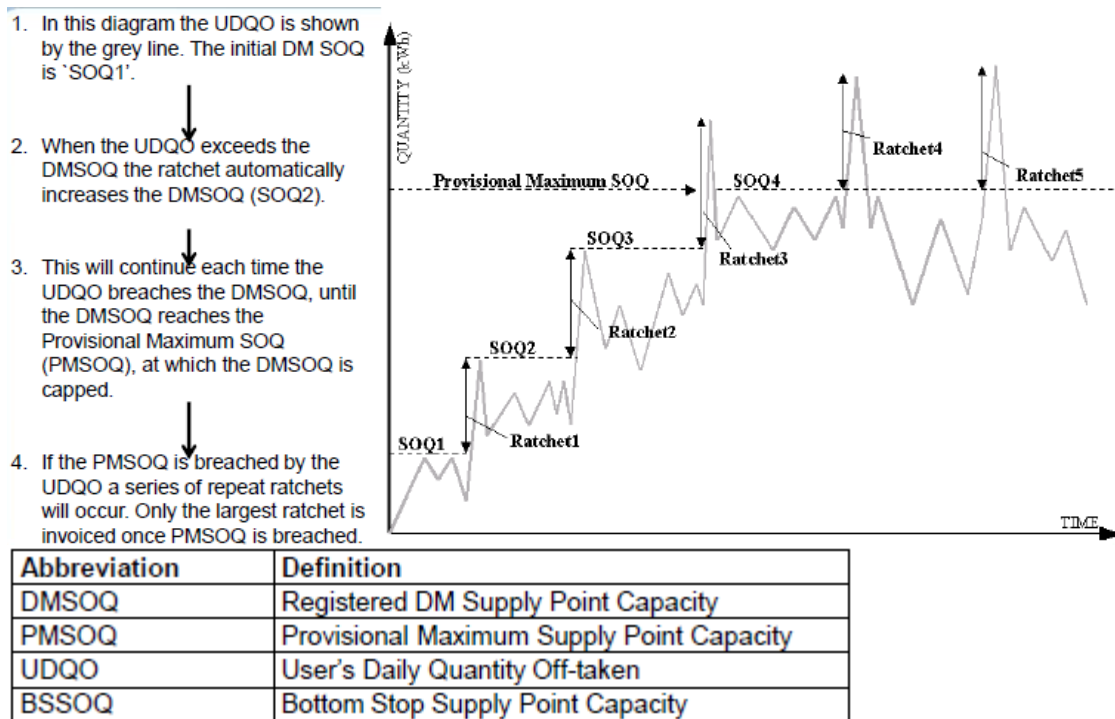 1. In this diagram the UDQO is shown
by the grey line. The initial DM SOQ
is `SOQ1'.
2. When the UDQO exceeds the
DMSOQ the ratchet automatically
increases the DMSOQ (SOQ2).
3. This will continue each time the
UDQO breaches the DMSOQ, until
the DMSOQ reaches the
Provisional Maximum SOQ
(PMSOQ), at which the DMSOQ is
capped.
4. If the PMSOQ is breached by the
UDQO a series of repeat ratchets
will occur. Only the largest ratchet is
invoiced once PMSOQ is breached.
QUANTITY (kWh)
Provisional Maximum SOQ
SOQ4
Ratchet4
Ratchet5
SOQ3
Ratchet3
Ratchet2
SOQ2
SOQ1
Ratchet1
TIME
Abbreviation Definition
DMSOQ Registered DM Supply Point Capacity
PMSOQ Provisional Maximum Supply Point Capacity
UDQO User's Daily Quantity Off-taken
BSSOQ Bottom Stop Supply Point Capacity